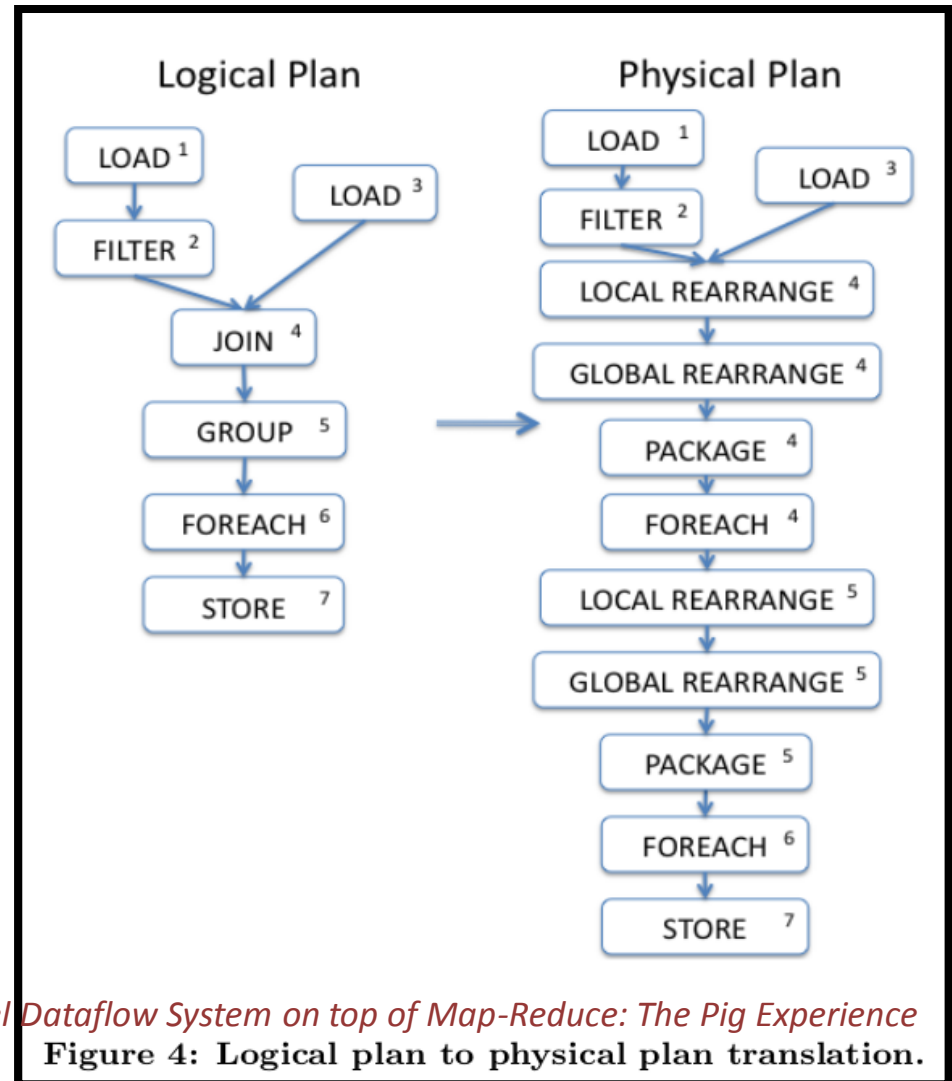 Logical Plan
LOAD 1
LOAD 3
FILTER 2
JOIN 4
GROUP 5
FOREACH 6
STORE 7
Physical Plan
LOAD 1
LOAD 3
FILTER 2
LOCAL REARRANGE 4
GLOBAL REARRANGE 4
PACKAGE 4
FOREACH 4
LOCAL REARRANGE 5
GLOBAL REARRANGE 5
PACKAGE 5
FOREACH 6
STORE 7
Dataflow System on top of Map-Reduce: The Pig Experience
Figure 4: Logical plan to physical plan translation.